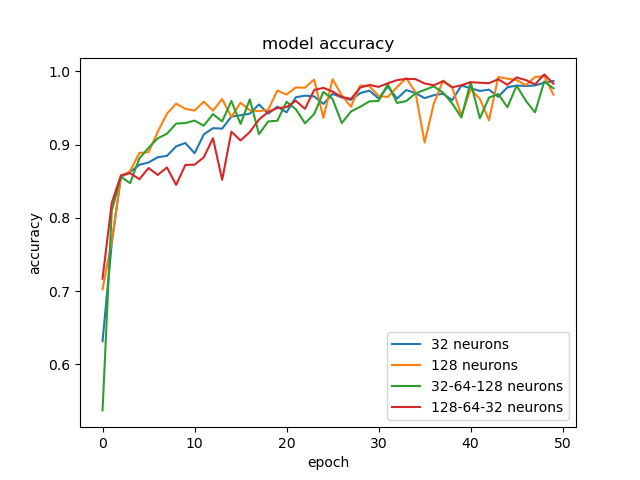 model accuracy
1.0
0.9
0.8
0.7
0.6
accuracy
32 neurons
128 neurons
32-64-128 neurons
128-64-32 neurons
0 10 20 30 40 50
epoch